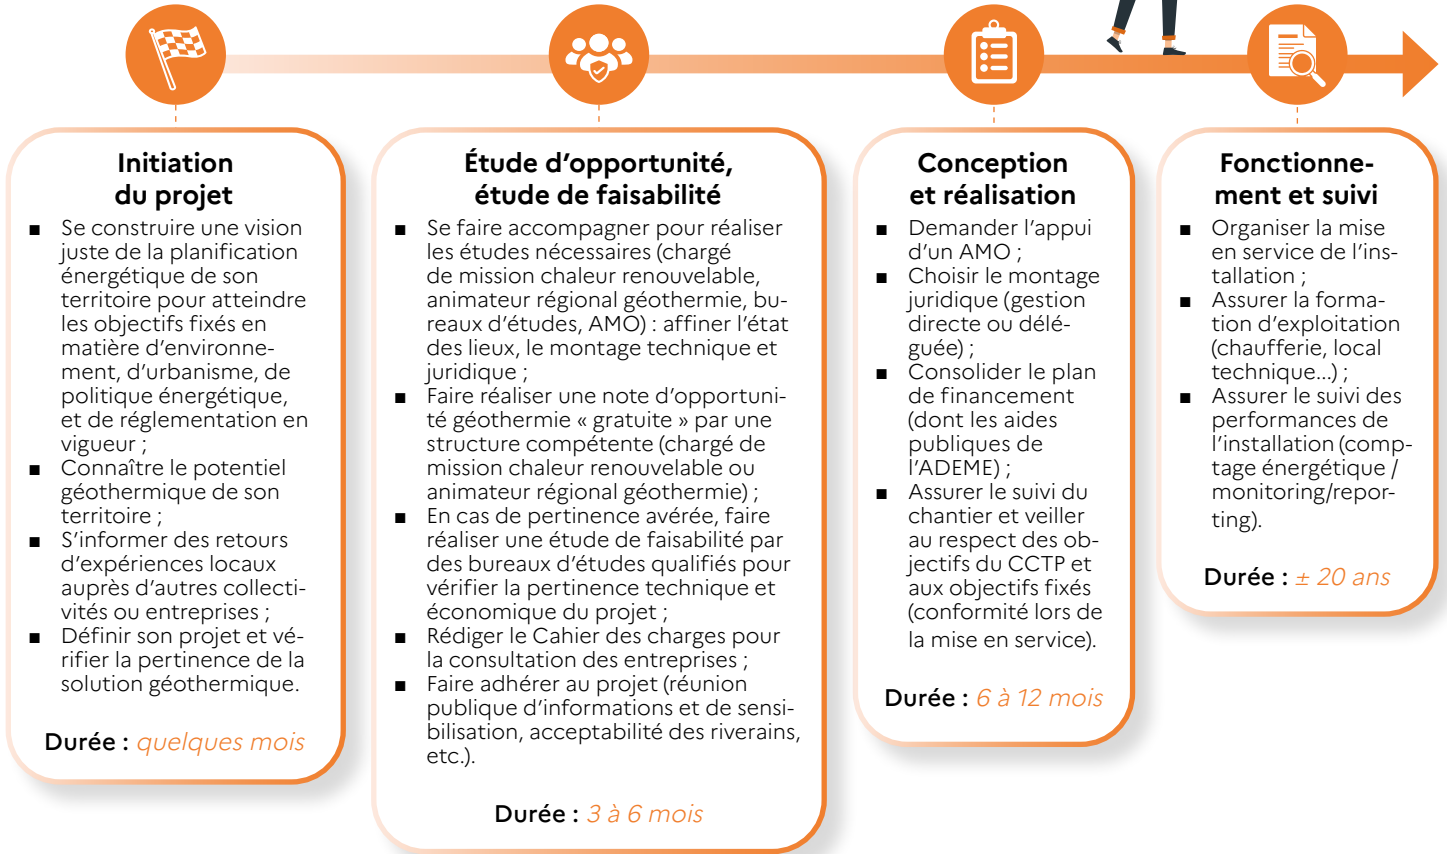 Initiation
du projet
■ Se construire une vision
juste de la planification
énergétique de son
territoire pour atteindre
les objectifs fixés en
matière d’environne-
ment, d’urbanisme, de
politique énergétique,
et de réglementation en
vigueur ;
■ Connaître le potentiel
géothermique de son
territoire ;
■ S’informer des retours
d’expériences locaux
auprès d’autres collecti-
vités ou entreprises ;
■ Définir son projet et vé-
rifier la pertinence de la
solution géothermique.
Durée : quelques mois
Étude d’opportunité,
étude de faisabilité
■ Se faire accompagner pour réaliser
les études nécessaires (chargé
de mission chaleur renouvelable,
animateur régional géothermie, bu-
reaux d’études, AMO) : affiner l’état
des lieux, le montage technique et
juridique ;
■ Faire réaliser une note d’opportuni-
té géothermie « gratuite » par une
structure compétente (chargé de
mission chaleur renouvelable ou
animateur régional géothermie) ;
■ En cas de pertinence avérée, faire
réaliser une étude de faisabilité par
des bureaux d’études qualifiés pour
vérifier la pertinence technique et
économique du projet ;
■ Rédiger le Cahier des charges pour
la consultation des entreprises ;
■ Faire adhérer au projet (réunion
publique d’informations et de sensi-
bilisation, acceptabilité des riverains,
etc.).
Durée : 3 à 6 mois
Conception
et réalisation
■ Demander l’appui
d’un AMO ;
■ Choisir le montage
juridique (gestion
directe ou délé-
guée) ;
■ Consolider le plan
de financement
(dont les aides
publiques de
l’ADEME) ;
■ Assurer le suivi du
chantier et veiller
au respect des ob-
jectifs du CCTP et
aux objectifs fixés
(conformité lors de
la mise en service).
Durée : 6 à 12 mois
Fonctionne-
ment et suivi
■ Organiser la mise
en service de l’ins-
tallation ;
■ Assurer la forma-
tion d’exploitation
(chaufferie, local
technique...) ;
■ Assurer le suivi des
performances de
l’installation (comp-
tage énergétique /
monitoring/repor-
ting).
Durée : ± 20 ans